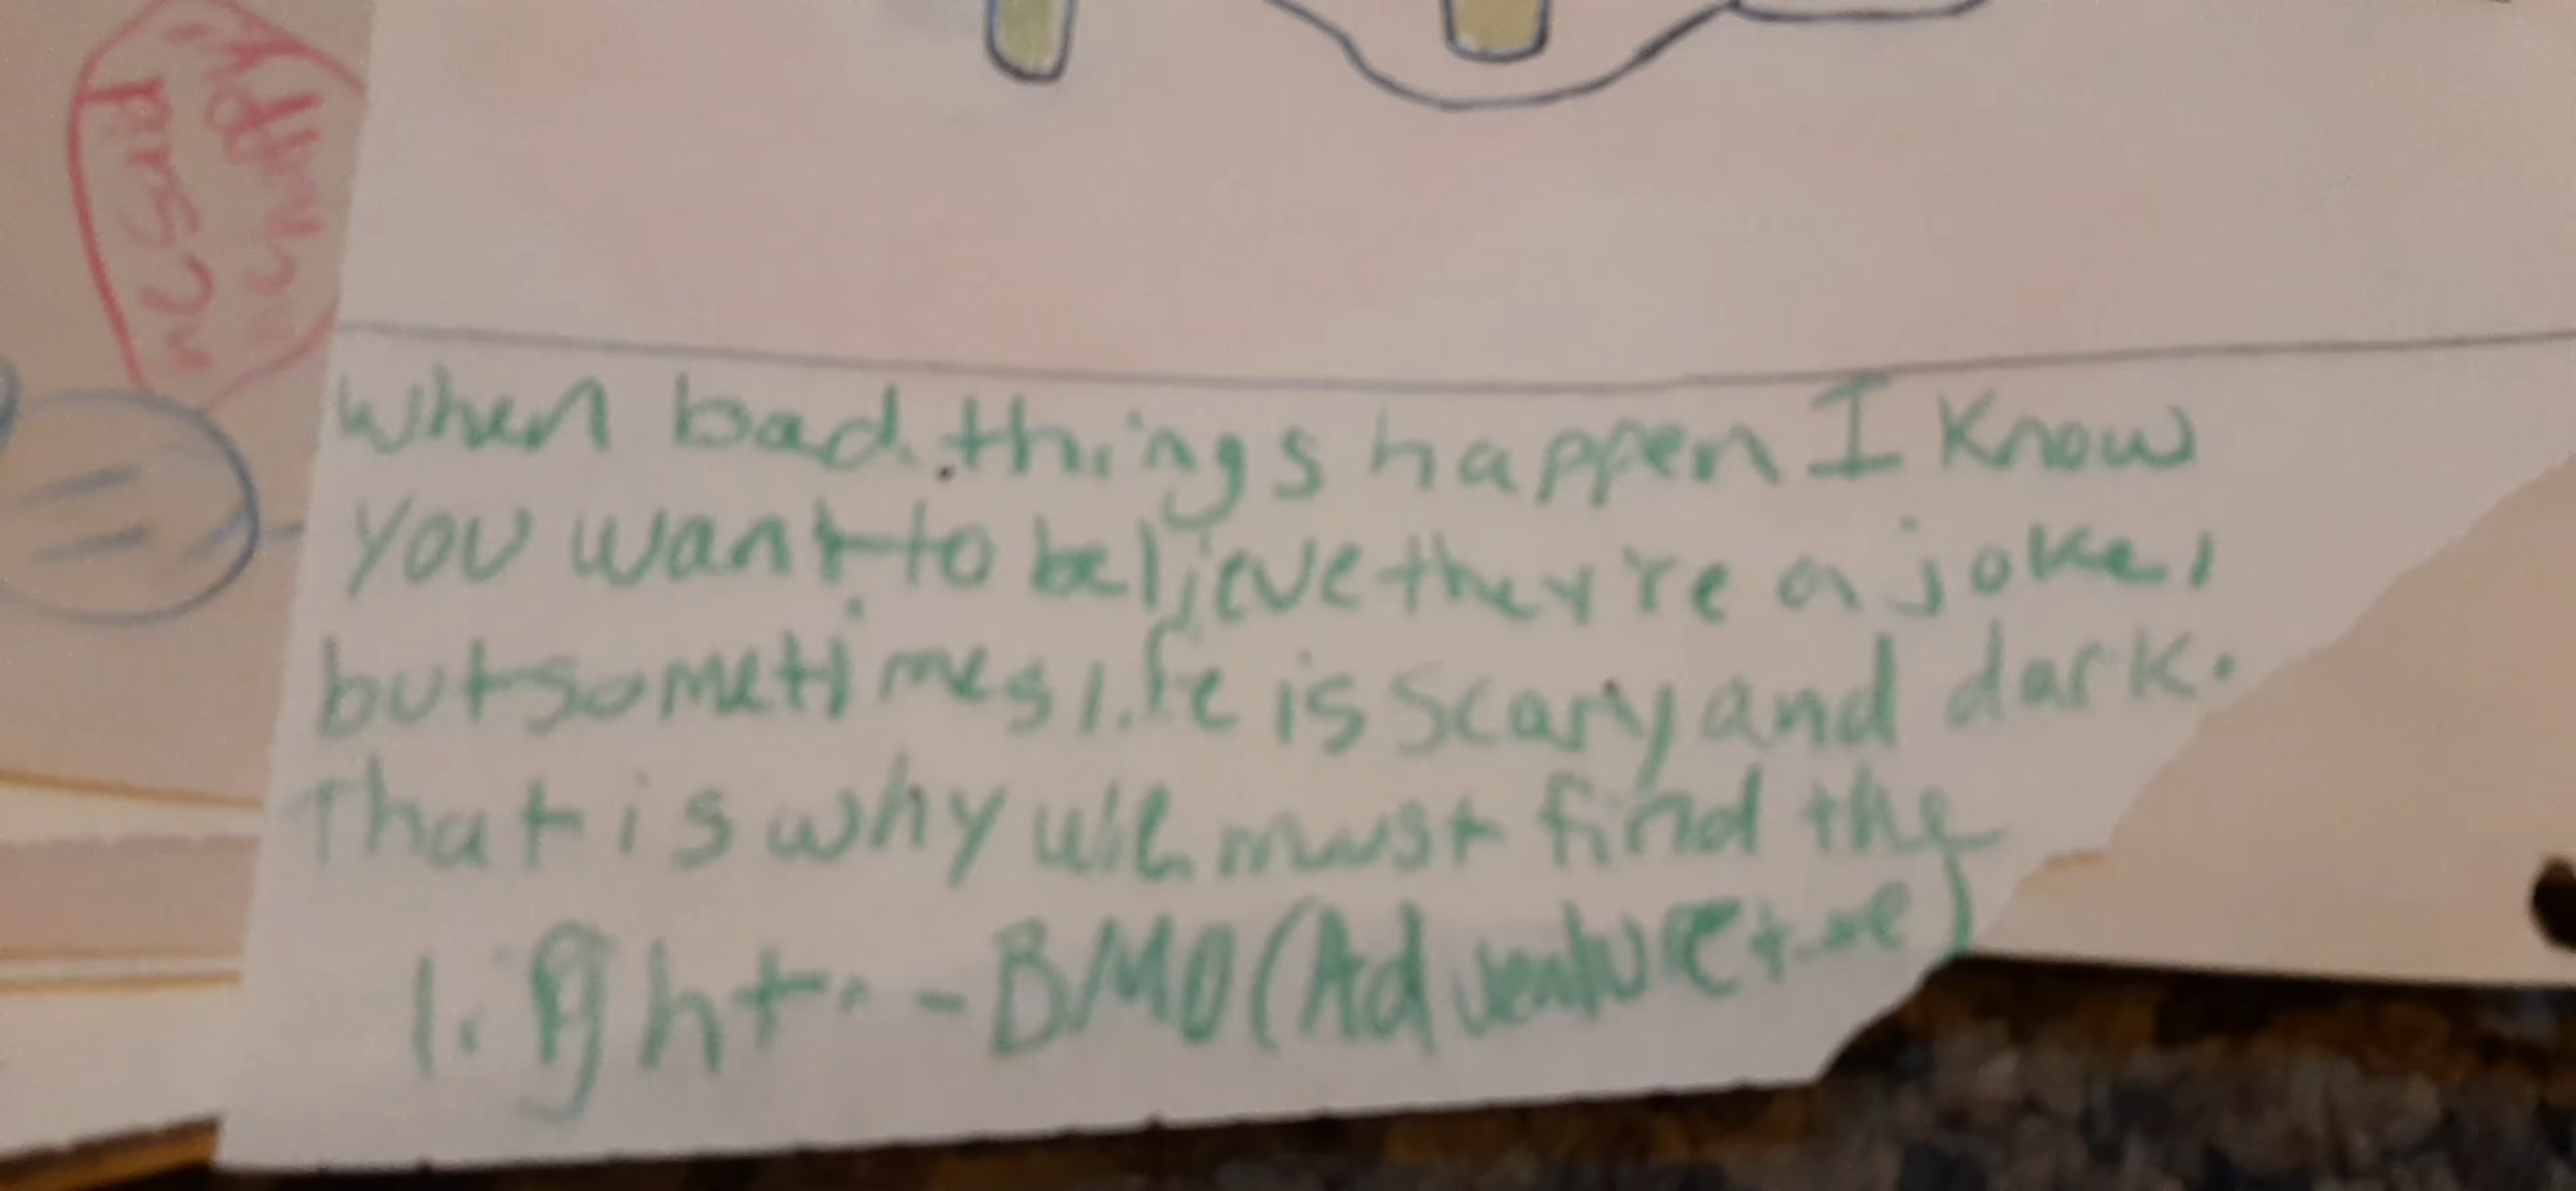 When bad things happen I know
you want to believe they're a joke,
but sometimes life is scary and dark.
That is why we must find the
light. -BMO (Adventure time)